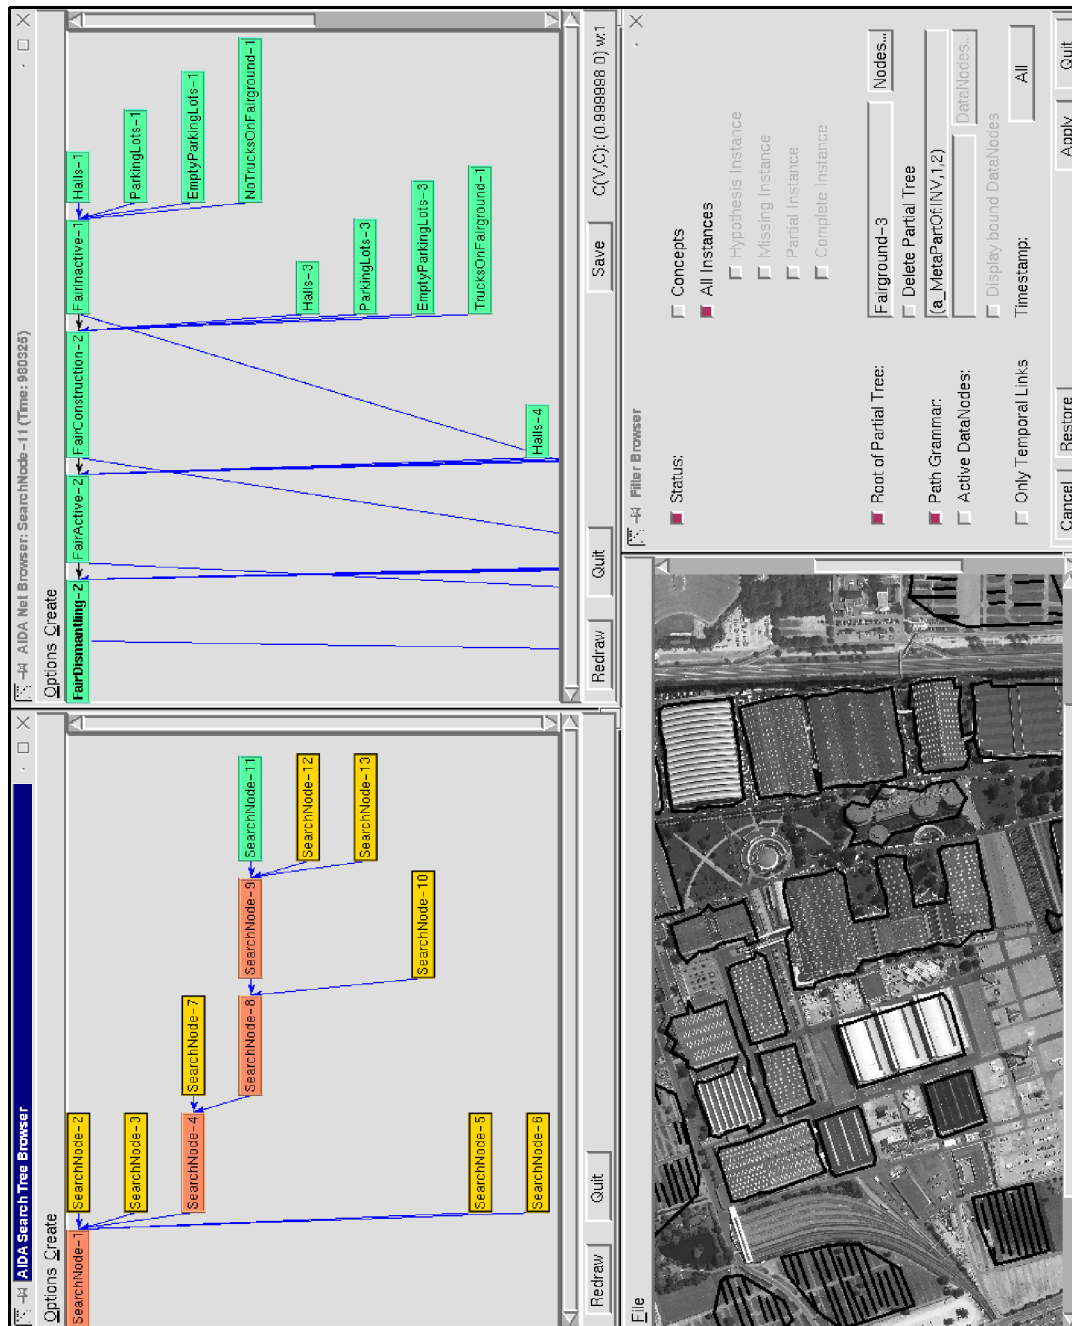 AIDA Search Tree Browser
Options Create
SearchNode-1
SearchNode-2
SearchNode-3
SearchNode-4
SearchNode-5
SearchNode-6
SearchNode-7
SearchNode-8
SearchNode-9
SearchNode-10
SearchNode-11
SearchNode-12
SearchNode-13
Redraw Quit
AIDA Net Browser: SearchNode-11 (Time: 980325)
Options Create
FairDismantling-2 FairActive-2 FairConstruction-2 FairInactive-1 Halls-1
ParkingLots-1
EmptyParkingLots-1
NoTrucksOnFairground-1
Halls-3
ParkingLots-3
EmptyParkingLots-3
TrucksOnFairground-1
Halls-4
Redraw Quit Save C(V,C): (0.999888 0) w:1
File
Filter Browser
Status: Concepts
All Instances
Hypothesis Instance
Missing Instance
Partial Instance
Complete Instance
Root of Partial Tree: Fairground-3 Nodes...
Delete Partial Tree
Path Grammar: (a_MetaPartOf:INV,1,2)
Active DataNodes: DataNodes...
Display bound DataNodes
Only Temporal Links Timestamp: All
Cancel Restore Apply Quit